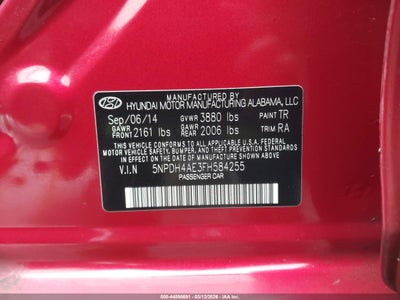 MANUFACTURED BY
HYUNDAI MOTOR MANUFACTURING ALABAMA, LLC
Sep/06/14 GVWR 3880 lbs PAINT TR
GAWR FRONT 2161 lbs GAWR REAR 2006 lbs TRIM RA
THIS VEHICLE CONFORMS TO ALL APPLICABLE U.S. FEDERAL
MOTOR VEHICLE SAFETY, BUMPER, AND THEFT PREVENTION
STANDARDS IN EFFECT ON THE DATE OF MANUFACTURE SHOWN ABOVE.
V.I.N 5NPDH4AE3FH584255
PASSENGER CAR